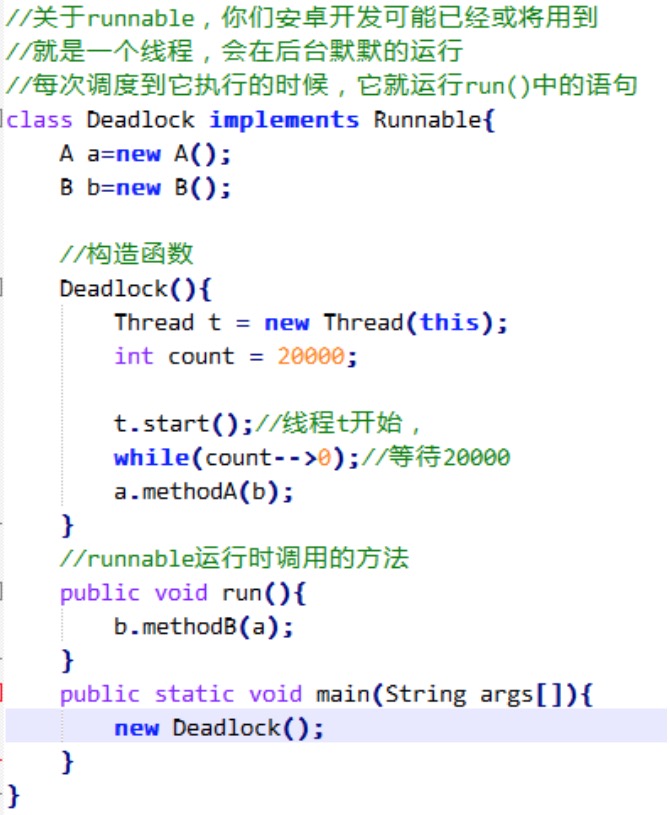 //关于runnable，你们安卓开发可能已经或将用到
//就是一个线程，会在后台默默的运行
//每次调度到它执行的时候，它就运行run()中的语句
class Deadlock implements Runnable{
    A a=new A();
    B b=new B();

    //构造函数
    Deadlock(){
        Thread t = new Thread(this);
        int count = 20000;

        t.start();//线程t开始，
        while(count-->0);//等待20000
        a.methodA(b);
    }
    //runnable运行时调用的方法
    public void run(){
        b.methodB(a);
    }
    public static void main(String args[]){
        new Deadlock();
    }
}